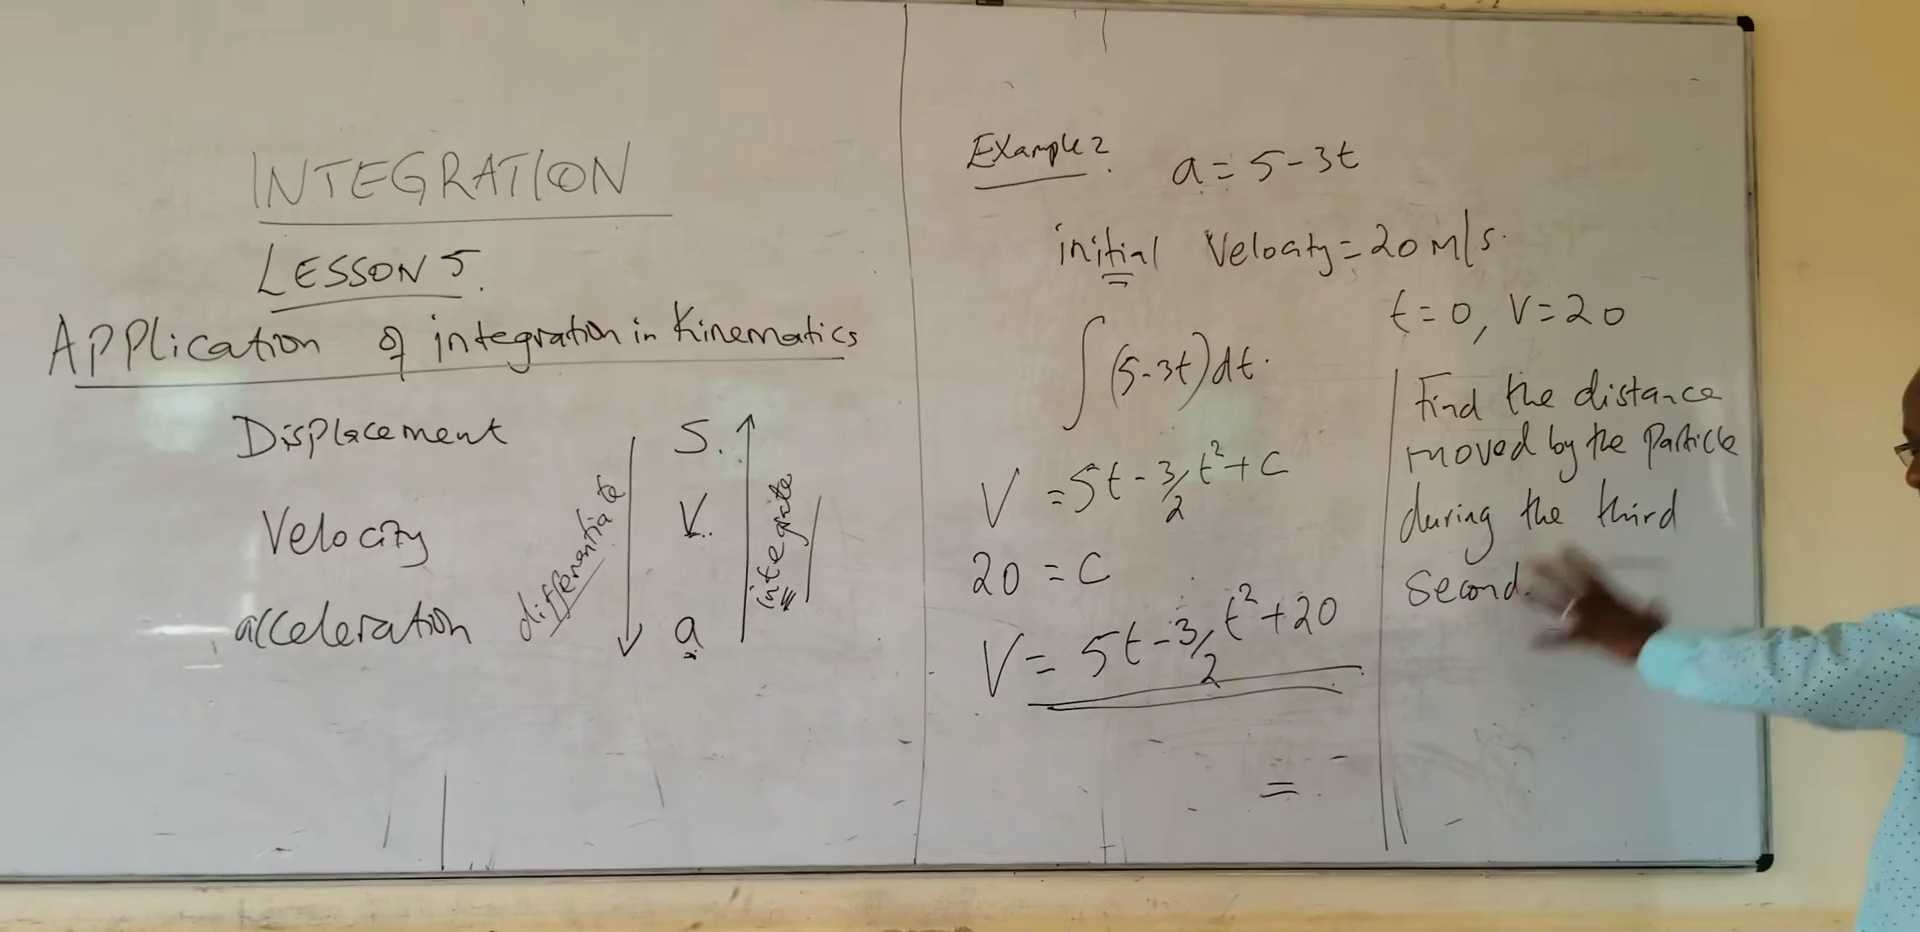 INTEGRATION
LESSON 5.
Application of integration in Kinematics
Displacement
Velocity
acceleration
differentiate
S.
V..
a
integrate
Example 2.
a = 5 - 3t
initial Velocity = 20 m/s.
t = 0, V = 20
∫(5-3t)dt.
V = 5t - 3/2 t² + C
20 = C
V = 5t - 3/2 t² + 20
=
Find the distance
moved by the Particle
during the third
second.